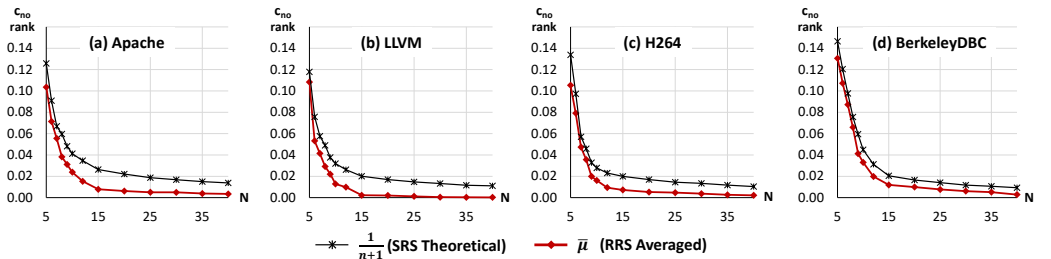 c_no
rank
(a) Apache
0.14
0.12
0.10
0.08
0.06
0.04
0.02
0.00
5 15 25 35 N
c_no
rank
(b) LLVM
0.14
0.12
0.10
0.08
0.06
0.04
0.02
0.00
5 15 25 35 N
c_no
rank
(c) H264
0.14
0.12
0.10
0.08
0.06
0.04
0.02
0.00
5 15 25 35 N
c_no
rank
(d) BerkeleyDBC
0.14
0.12
0.10
0.08
0.06
0.04
0.02
0.00
5 15 25 35 N
1/(n+1) (SRS Theoretical) μ̅ (RRS Averaged)